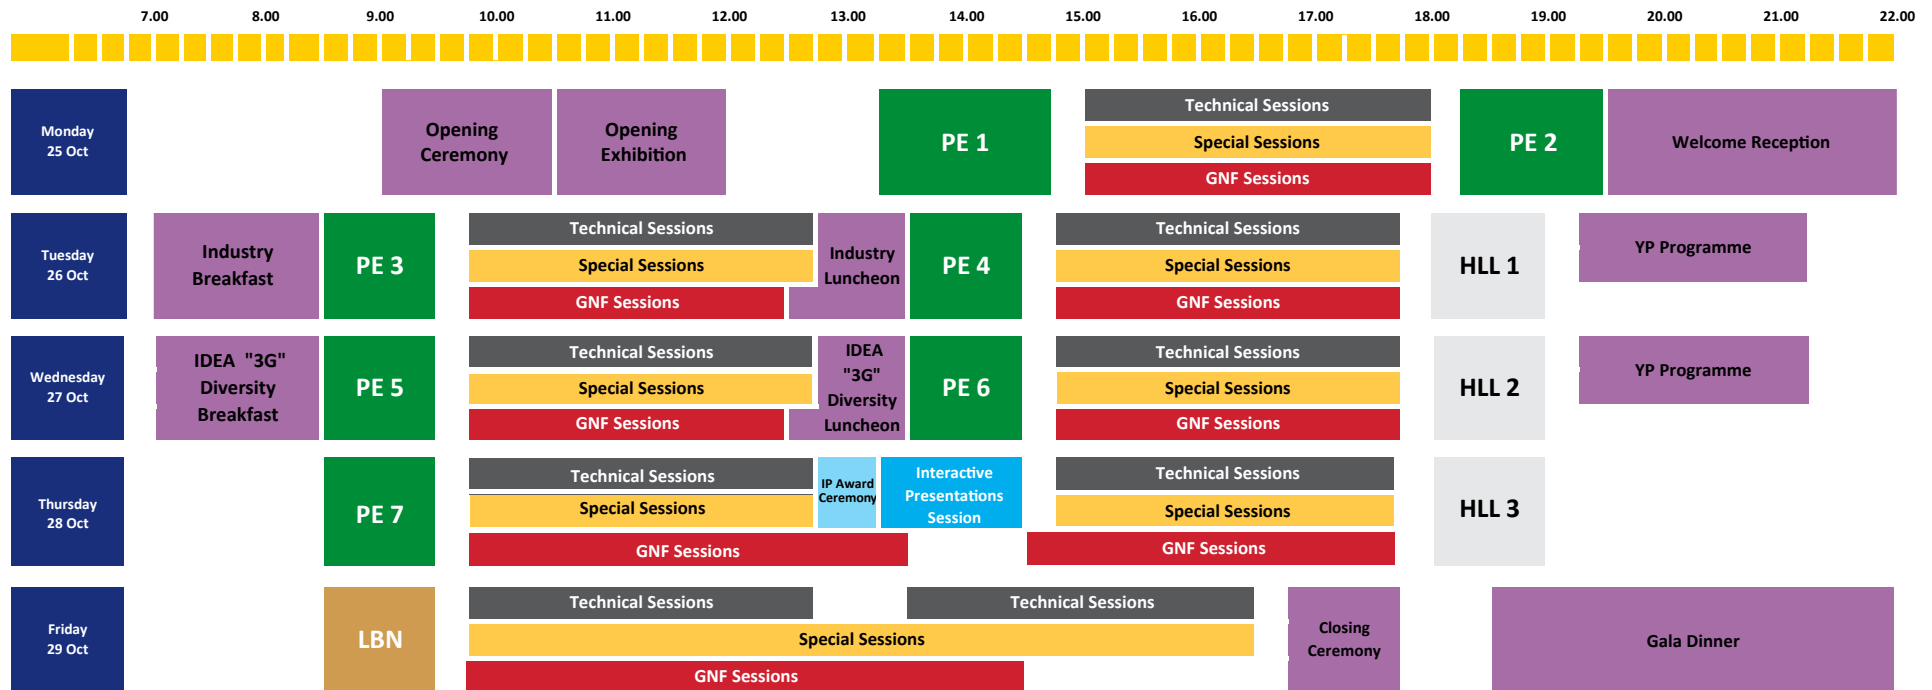 7.00 8.00 9.00 10.00 11.00 12.00 13.00 14.00 15.00 16.00 17.00 18.00 19.00 20.00 21.00 22.00
Monday
25 Oct
Opening
Ceremony
Opening
Exhibition
PE 1
Technical Sessions
Special Sessions
GNF Sessions
PE 2
Welcome Reception
Tuesday
26 Oct
Industry
Breakfast
PE 3
Technical Sessions
Special Sessions
GNF Sessions
Industry
Luncheon
PE 4
Technical Sessions
Special Sessions
GNF Sessions
HLL 1
YP Programme
Wednesday
27 Oct
IDEA "3G"
Diversity
Breakfast
PE 5
Technical Sessions
Special Sessions
GNF Sessions
IDEA
"3G"
Diversity
Luncheon
PE 6
Technical Sessions
Special Sessions
GNF Sessions
HLL 2
YP Programme
Thursday
28 Oct
PE 7
Technical Sessions
Special Sessions
GNF Sessions
IP Award
Ceremony
Interactive
Presentations
Session
Technical Sessions
Special Sessions
GNF Sessions
HLL 3
Friday
29 Oct
LBN
Technical Sessions
Technical Sessions
Special Sessions
GNF Sessions
Closing
Ceremony
Gala Dinner